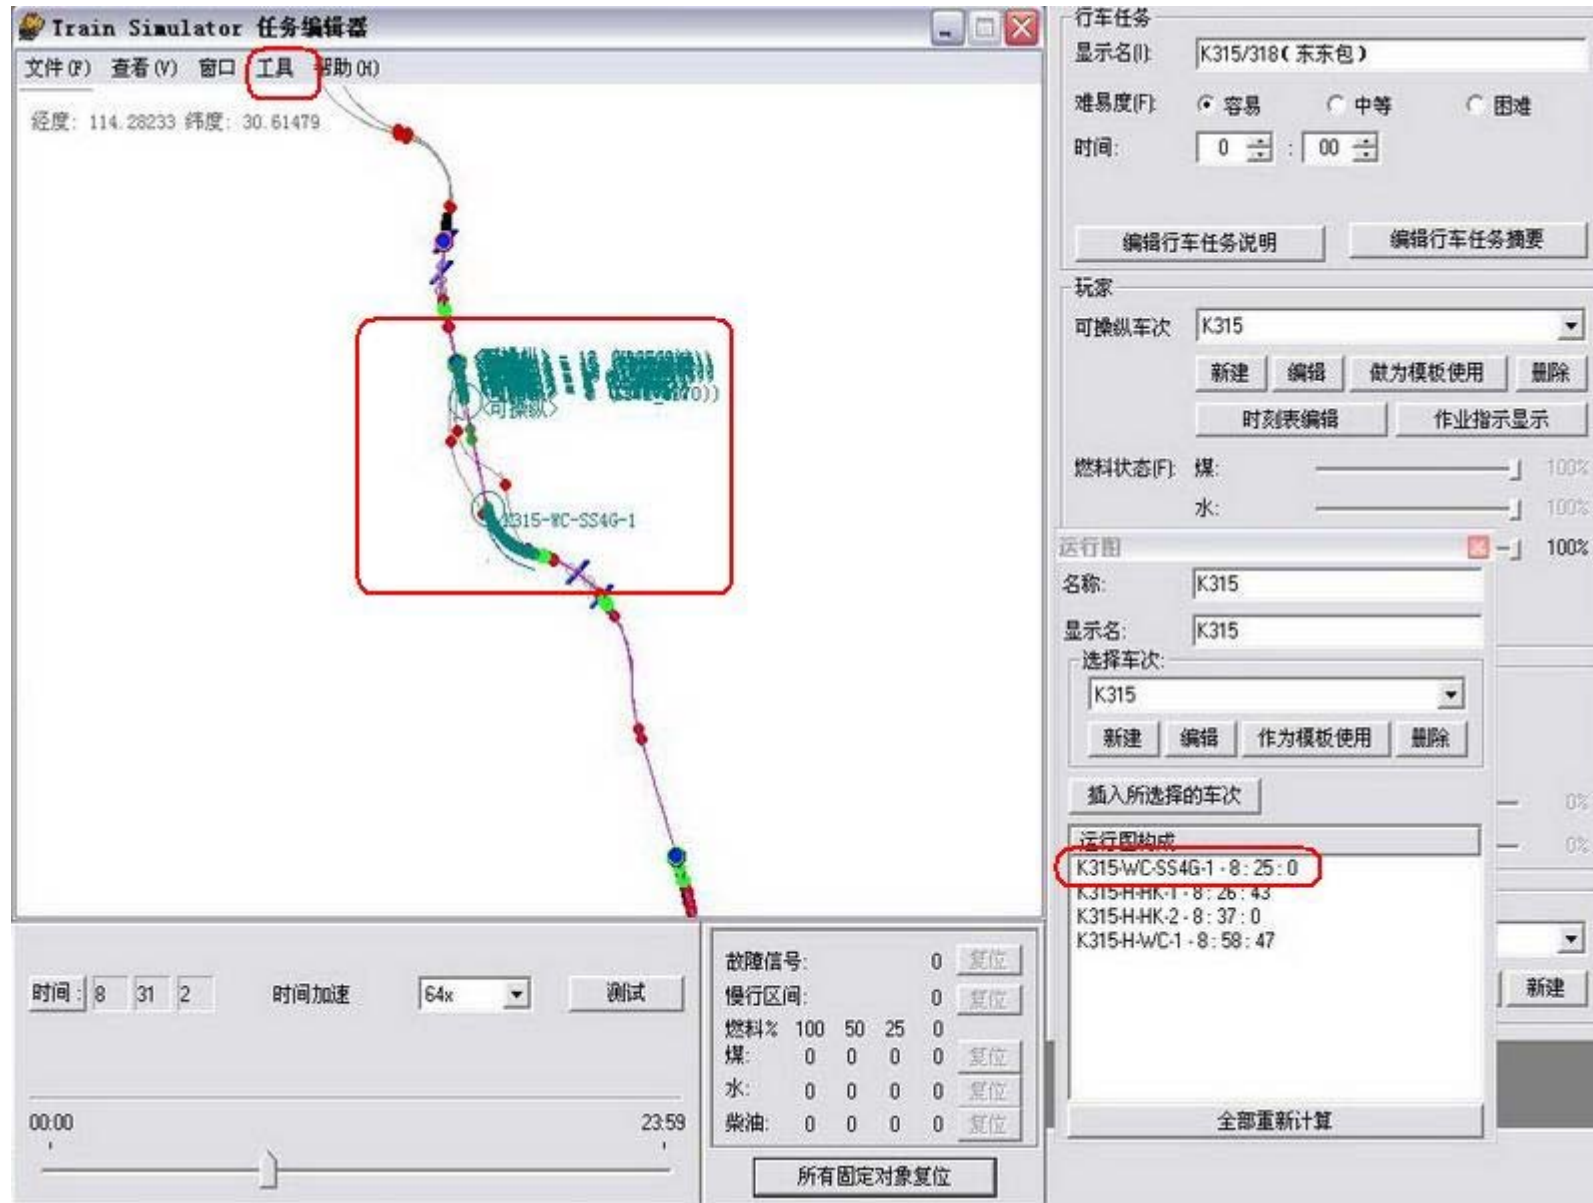 Train Simulator 任务编辑器
文件(F) 查看(V) 窗口 工具 帮助(H)
经度: 114.28233 纬度: 30.61479
<可操纵>
K315-WC-SS4G-1
时间: 8 31 2 时间加速 64x 测试
00:00 23:59
故障信号: 0 复位
慢行区间: 0 复位
燃料% 100 50 25 0
煤: 0 0 0 0 复位
水: 0 0 0 0 复位
柴油: 0 0 0 0 复位
所有固定对象复位
行车任务
显示名(I): K315/318(东东包)
难易度(F): 容易 中等 困难
时间: 0 : 00
编辑行车任务说明 编辑行车任务摘要
玩家
可操纵车次 K315
新建 编辑 做为模板使用 删除
时刻表编辑 作业指示显示
燃料状态(F): 煤: 100%
水: 100%
100%
运行图
名称: K315
显示名: K315
选择车次:
K315
新建 编辑 作为模板使用 删除
插入所选择的车次
0%
0%
运行图构成
K315-WC-SS4G-1 - 8 : 25 : 0
K315-H-HK-1 - 8 : 26 : 43
K315-H-HK-2 - 8 : 37 : 0
K315-H-WC-1 - 8 : 58 : 47
新建
全部重新计算